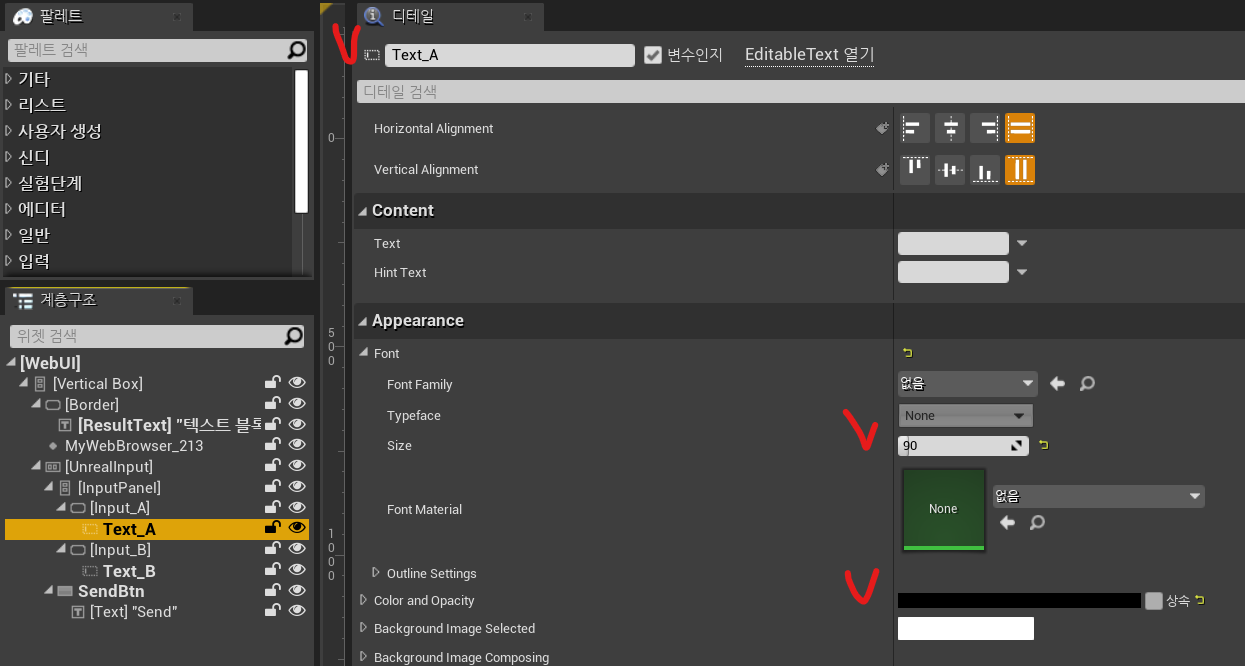 팔레트
팔레트 검색
기타
리스트
사용자 생성
신디
실험단계
에디터
일반
입력
계층구조
위젯 검색
[WebUI]
[Vertical Box]
[Border]
[ResultText] "텍스트 블록
MyWebBrowser_213
[UnrealInput]
[InputPanel]
[Input_A]
Text_A
[Input_B]
Text_B
SendBtn
[Text] "Send"
0
5
0
0
1
0
0
0
디테일
Text_A 변수인지 EditableText 열기
디테일 검색
Horizontal Alignment
Vertical Alignment
Content
Text
Hint Text
Appearance
Font
Font Family 없음
Typeface None
Size 90
Font Material None 없음
Outline Settings
Color and Opacity 상속
Background Image Selected
Background Image Composing